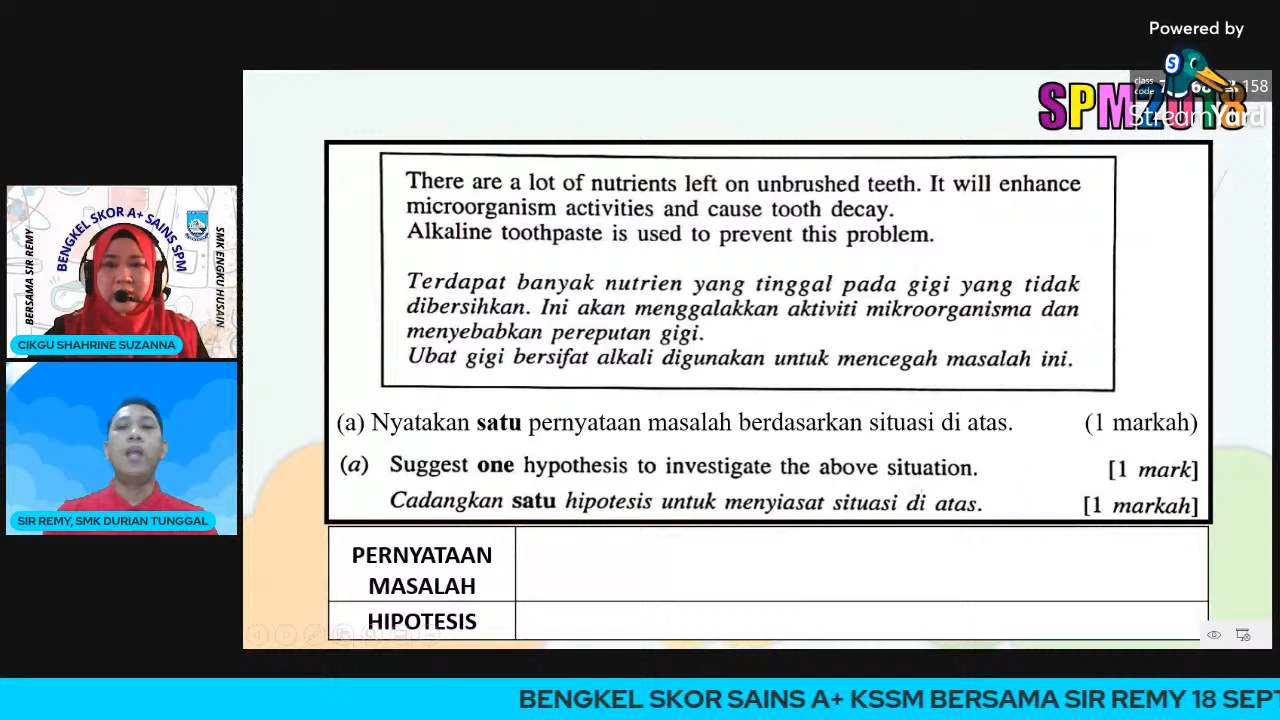 Powered by
StreamYard
class code
158
SPM2018
There are a lot of nutrients left on unbrushed teeth. It will enhance
microorganism activities and cause tooth decay.
Alkaline toothpaste is used to prevent this problem.
Terdapat banyak nutrien yang tinggal pada gigi yang tidak
dibersihkan. Ini akan menggalakkan aktiviti mikroorganisma dan
menyebabkan pereputan gigi.
Ubat gigi bersifat alkali digunakan untuk mencegah masalah ini.
(a) Nyatakan satu pernyataan masalah berdasarkan situasi di atas. (1 markah)
(a) Suggest one hypothesis to investigate the above situation. [1 mark]
Cadangkan satu hipotesis untuk menyiasat situasi di atas. [1 markah]
PERNYATAAN
MASALAH
HIPOTESIS
BENGKEL SKOR A+ SAINS SPM
BERSAMA SIR REMY
SMK ENGKU HUSAIN
CIKGU SHAHRINE SUZANNA
SIR REMY, SMK DURIAN TUNGGAL
BENGKEL SKOR SAINS A+ KSSM BERSAMA SIR REMY 18 SEPT